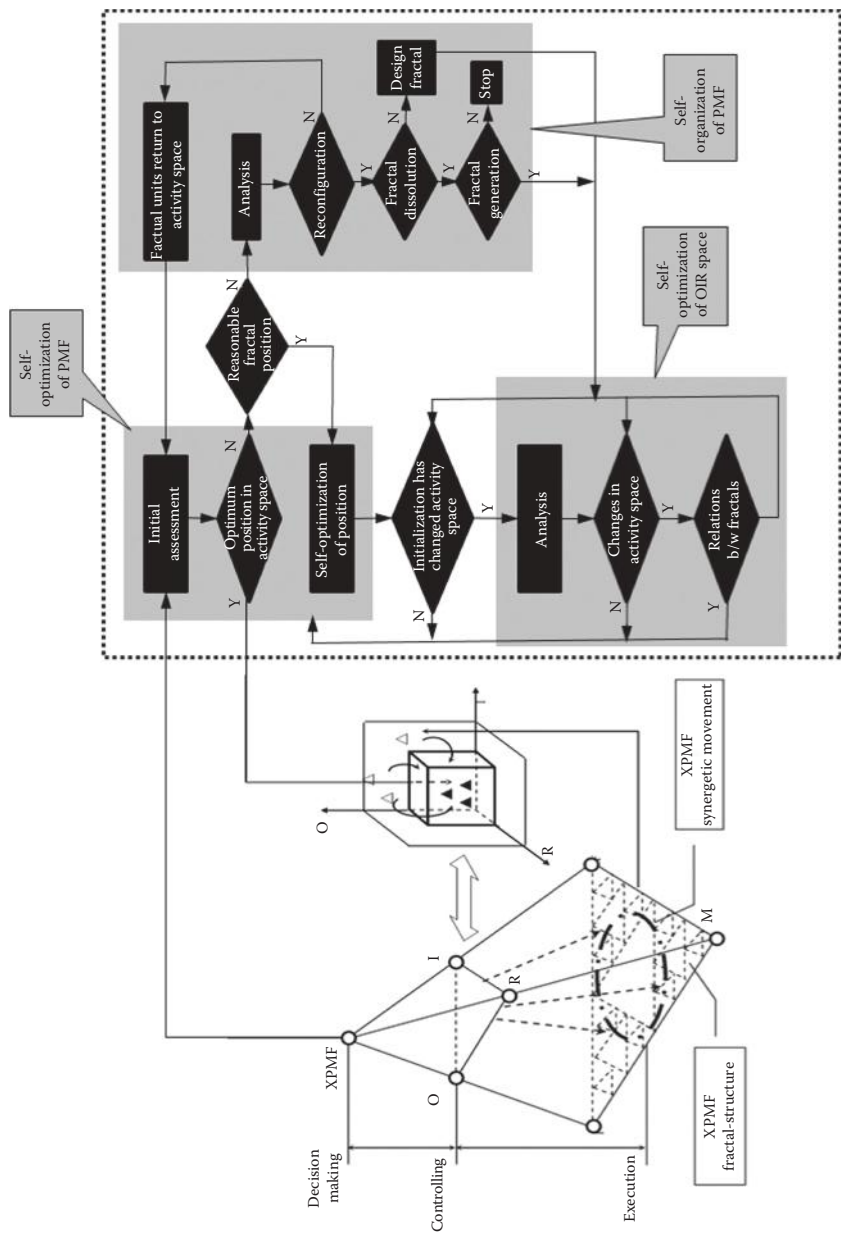 Decision
making
Controlling
Execution
XPMF
O
I
R
M
XPMF
fractal-structure
XPMF
synergetic movement
O
I
R
Self-
optimization
of PMF
Initial
assessment
Optimum
position in
activity space
Y
N
Self-optimization
of position
Reasonable
fractal
position
N
Y
Factual units return to
activity space
Analysis
Reconfiguration
N
Y
Fractal
dissolution
N
Design
fractal
Y
Fractal
generation
N
Stop
Y
Self-
organization
of PMF
Initialization has
changed activity
space
N
Y
Analysis
Changes in
activity space
N
Y
Relations
b/w fractals
Y
Self-
optimization
of OIR space